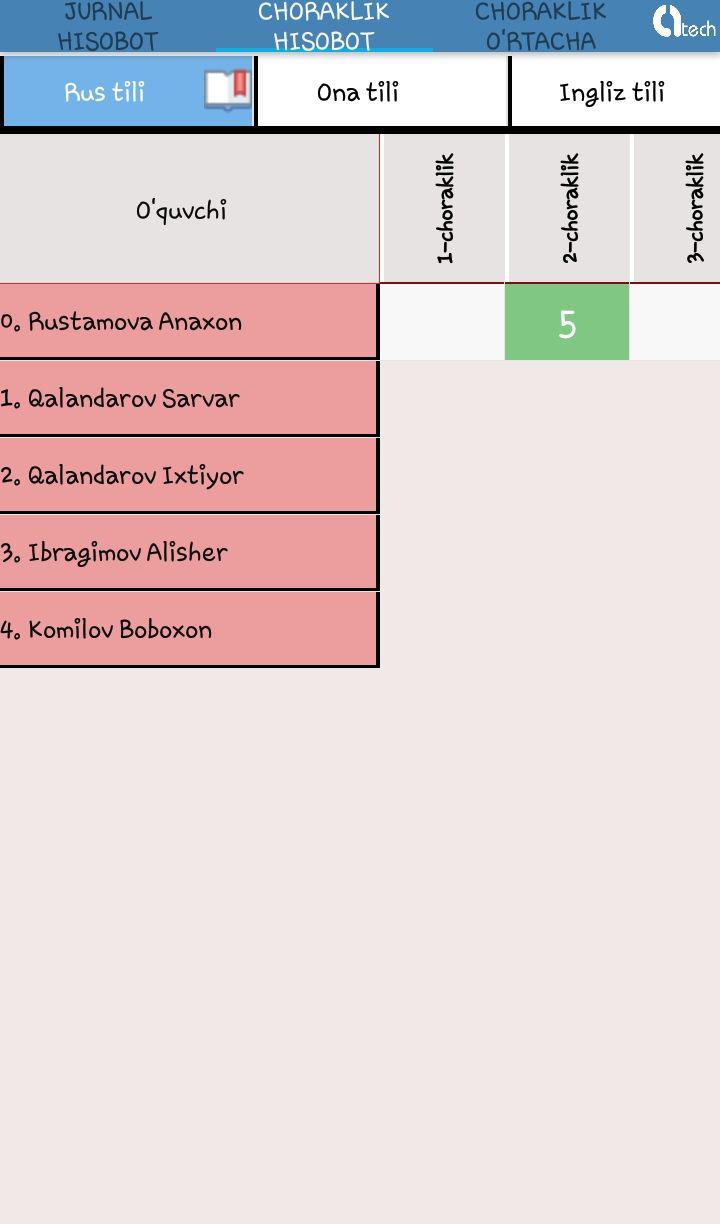 JURNAL
HISOBOT
CHORAKLIK
HISOBOT
CHORAKLIK
O'RTACHA
atech
Rus tili
Ona tili
Ingliz tili
O'quvchi
1-choraklik
2-choraklik
3-choraklik
0. Rustamova Anaxon
5
1. Qalandarov Sarvar
2. Qalandarov Ixtiyor
3. Ibragimov Alisher
4. Komilov Boboxon